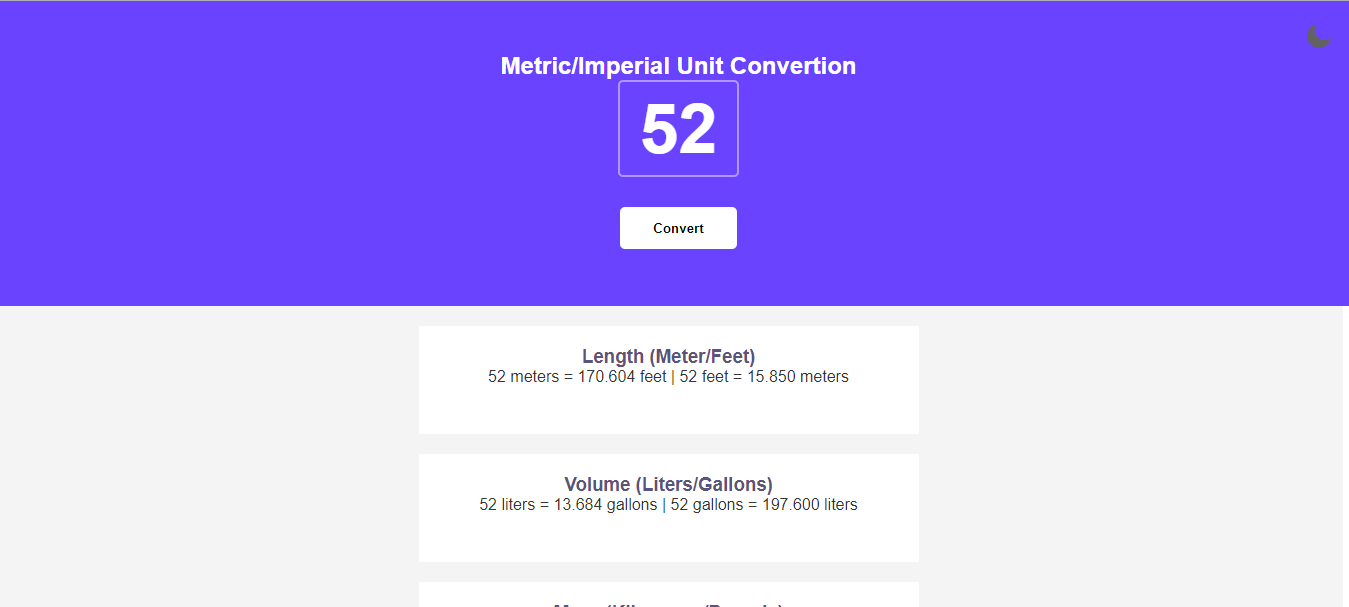 Metric/Imperial Unit Convertion
52
Convert
Length (Meter/Feet)
52 meters = 170.604 feet | 52 feet = 15.850 meters
Volume (Liters/Gallons)
52 liters = 13.684 gallons | 52 gallons = 197.600 liters